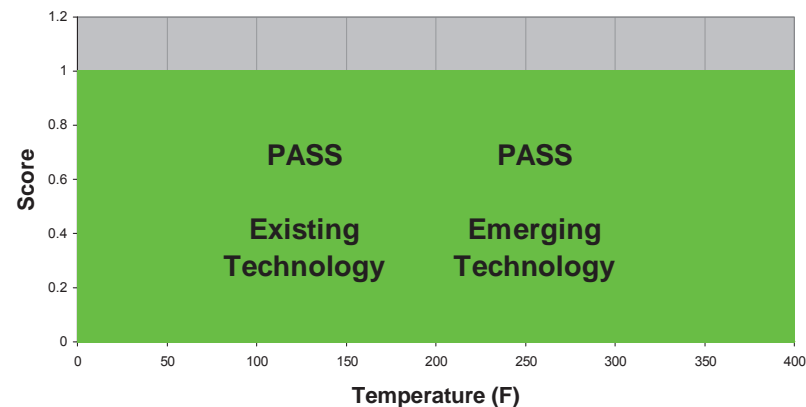 1.2
1
0.8
0.6
0.4
0.2
0
Score
PASS PASS
Existing Emerging
Technology Technology
0 50 100 150 200 250 300 350 400
Temperature (F)